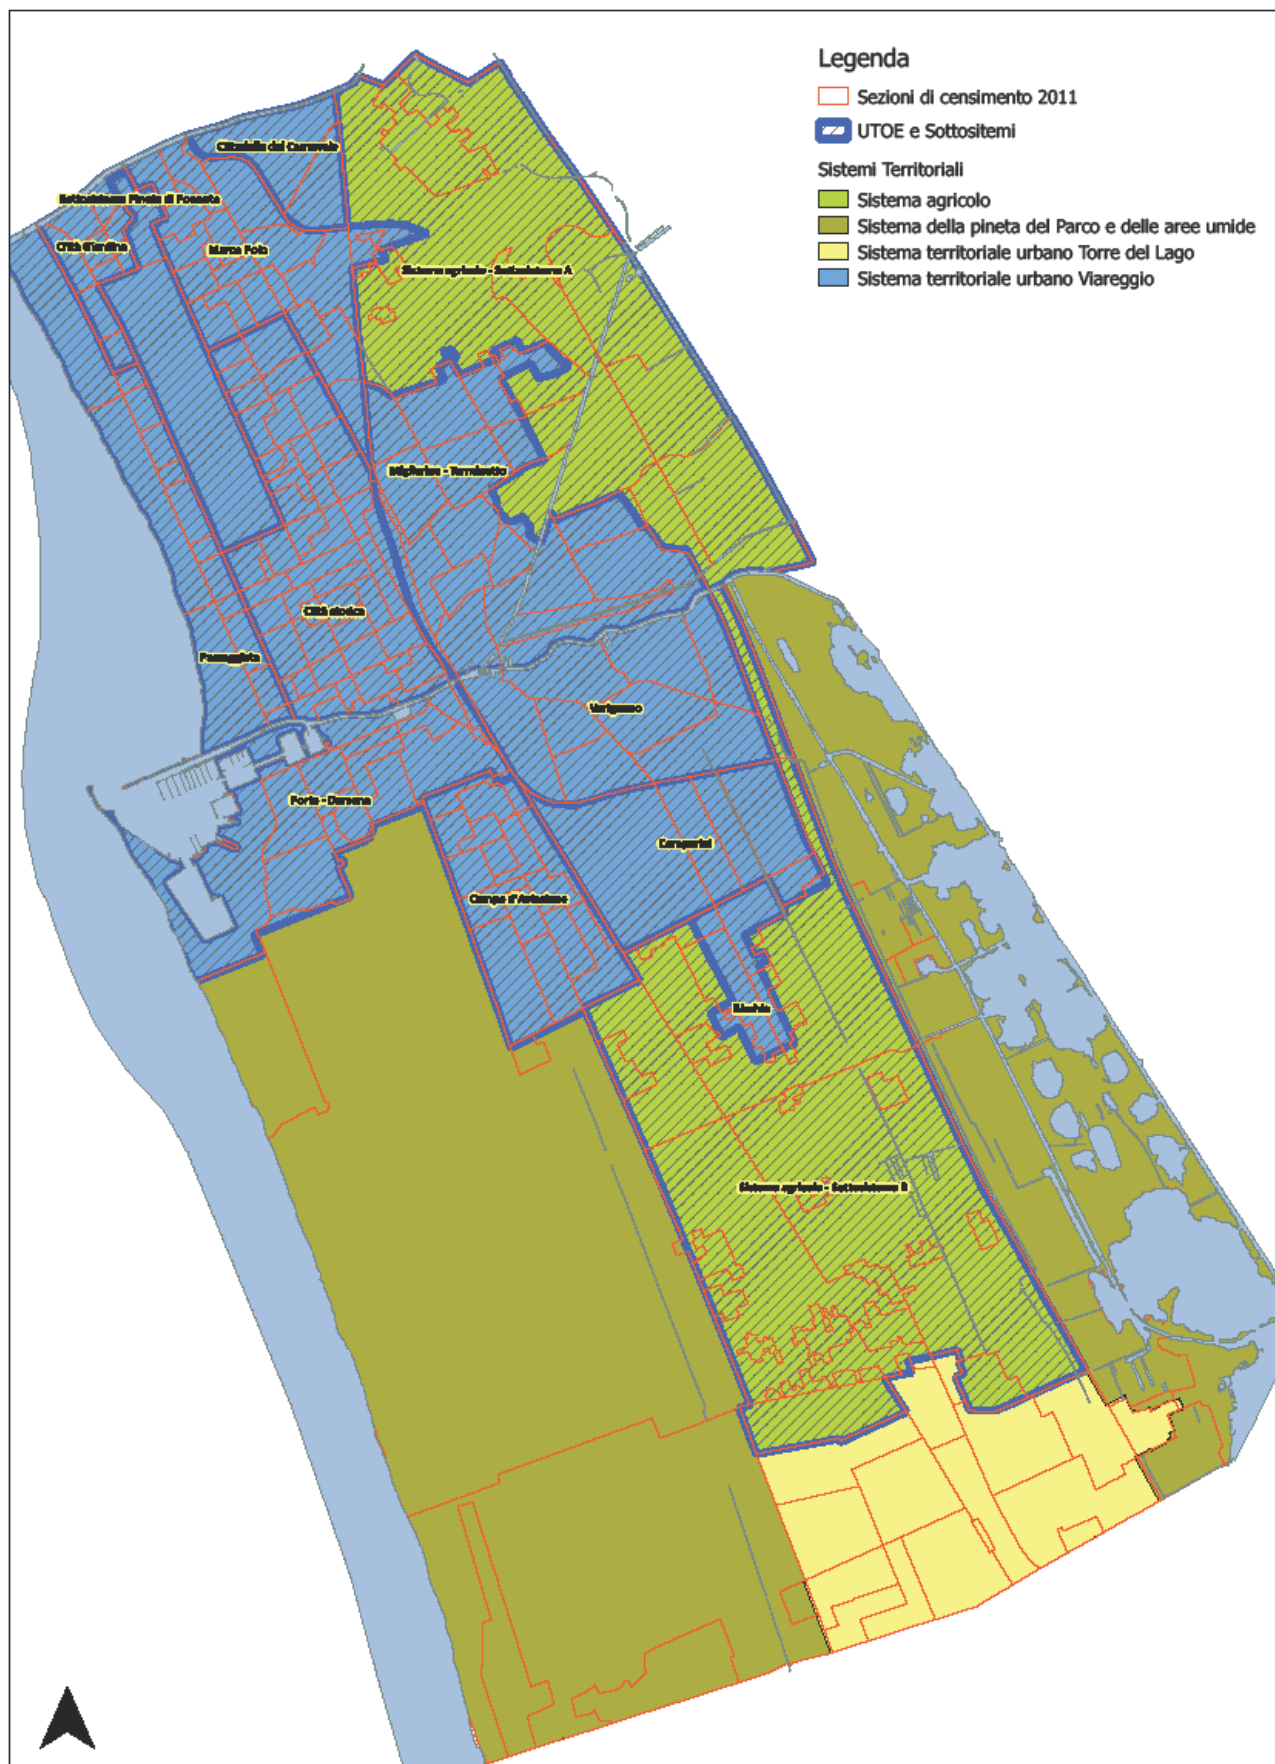 Legenda
Sezioni di censimento 2011
UTOE e Sottositemi
Sistemi Territoriali
Sistema agricolo
Sistema della pineta del Parco e delle aree umide
Sistema territoriale urbano Torre del Lago
Sistema territoriale urbano Viareggio
Cittadella del Carnevale
Sottosistema Pineta di Ponente
Città Giardino
Marco Polo
Sistema agricolo - Sottosistema A
Migliarina - Terminetto
Città storica
Passeggiata
Varignano
Porto - Darsena
Comparini
Campo d'Aviazione
Bicchio
Sistema agricolo - Sottosistema B